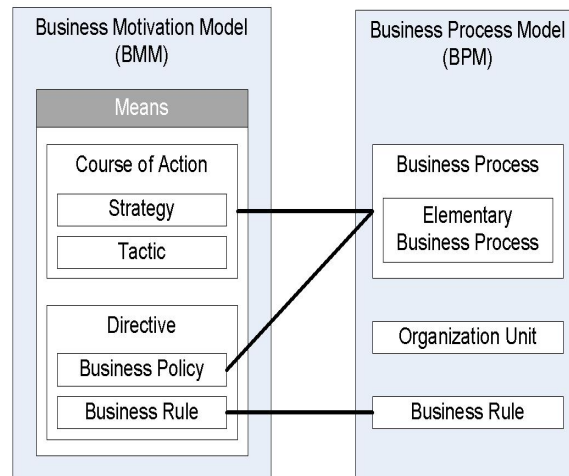 Business Motivation Model
(BMM)
Means
Course of Action
Strategy
Tactic
Directive
Business Policy
Business Rule
Business Process Model
(BPM)
Business Process
Elementary
Business Process
Organization Unit
Business Rule